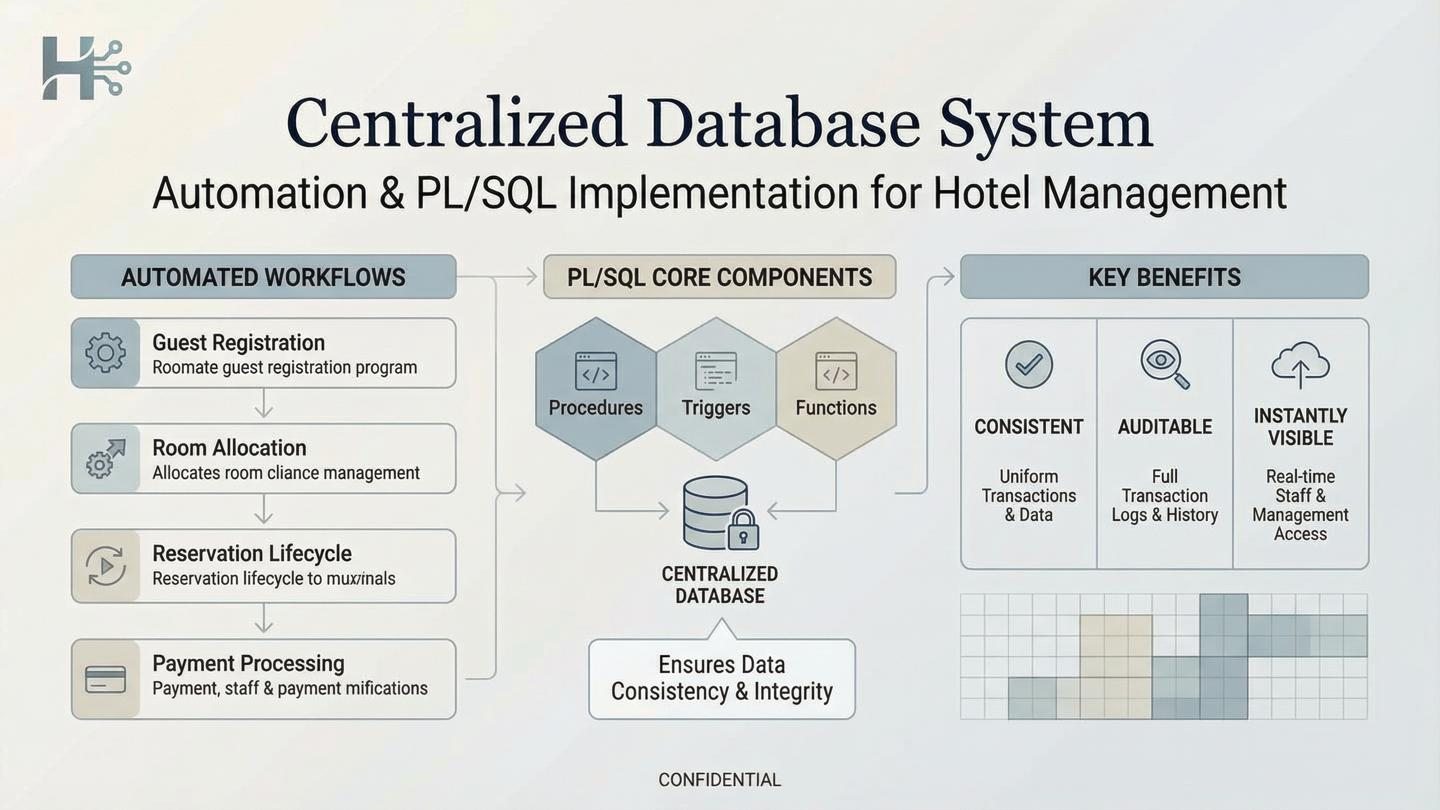 Centralized Database System
Automation & PL/SQL Implementation for Hotel Management
AUTOMATED WORKFLOWS
Guest Registration
Roomate guest registration program
Room Allocation
Allocates room cliance management
Reservation Lifecycle
Reservation lifecycle to
Payment Processing
Payment, staff & payment mifications
PL/SQL CORE COMPONENTS
Procedures
Triggers
Functions
CENTRALIZED
DATABASE
Ensures Data
Consistency & Integrity
KEY BENEFITS
CONSISTENT
Uniform
Transactions
& Data
AUDITABLE
Full
Transaction
Logs & History
INSTANTLY
VISIBLE
Real-time
Staff &
Management
Access
CONFIDENTIAL